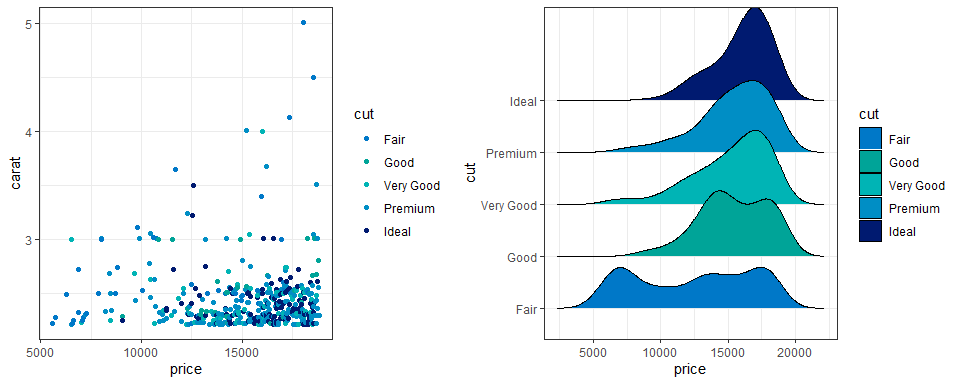 carat
5
4
3
5000 10000 15000
price
cut
Fair
Good
Very Good
Premium
Ideal
cut
Ideal
Premium
Very Good
Good
Fair
5000 10000 15000 20000
price
cut
Fair
Good
Very Good
Premium
Ideal